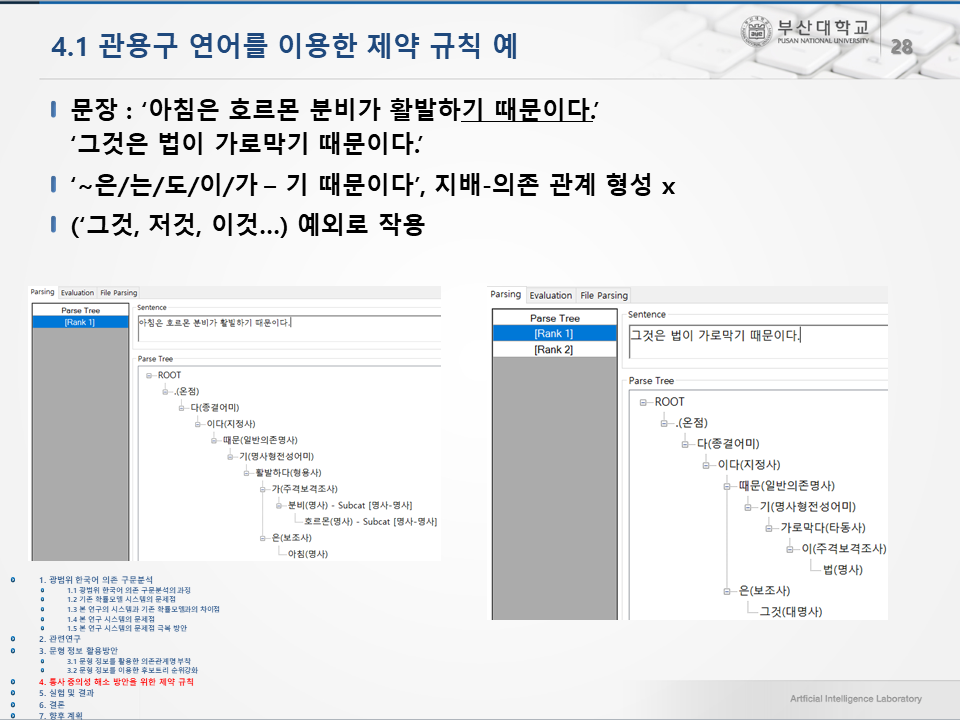 4.1 관용구 연어를 이용한 제약 규칙 예
부산대학교
PUSAN NATIONAL UNIVERSITY
28
문장 : ‘아침은 호르몬 분비가 활발하기 때문이다.’
‘그것은 법이 가로막기 때문이다.’
‘~은/는/도/이/가 – 기 때문이다’, 지배-의존 관계 형성 x
(‘그것, 저것, 이것…) 예외로 작용
Parsing Evaluation File Parsing
Parse Tree
[Rank 1]
Sentence
아침은 호르몬 분비가 활발하기 때문이다.
Parse Tree
ROOT
.(온점)
다(종결어미)
이다(지정사)
때문(일반의존명사)
기(명사형전성어미)
활발하다(형용사)
가(주격보격조사)
분비(명사) - Subcat [명사-명사]
호르몬(명사) - Subcat [명사-명사]
은(보조사)
아침(명사)
Parsing Evaluation File Parsing
Parse Tree
[Rank 1]
[Rank 2]
Sentence
그것은 법이 가로막기 때문이다.
Parse Tree
ROOT
.(온점)
다(종결어미)
이다(지정사)
때문(일반의존명사)
기(명사형전성어미)
가로막다(타동사)
이(주격보격조사)
법(명사)
은(보조사)
그것(대명사)
1. 광범위 한국어 의존 구문분석
1.1 광범위 한국어 의존 구문분석의 과정
1.2 기존 확률모델 시스템의 문제점
1.3 본 연구의 시스템과 기존 확률모델과의 차이점
1.4 본 연구 시스템의 문제점
1.5 본 연구 시스템의 문제점 극복 방안
2. 관련연구
3. 문형 정보 활용방안
3.1 문형 정보를 활용한 의존관계명 부착
3.2 문형 정보를 이용한 후보트리 순위강화
4. 통사 중의성 해소 방안을 위한 제약 규칙
5. 실험 및 결과
6. 결론
7. 향후 계획
Artficial Intelligence Laboratory